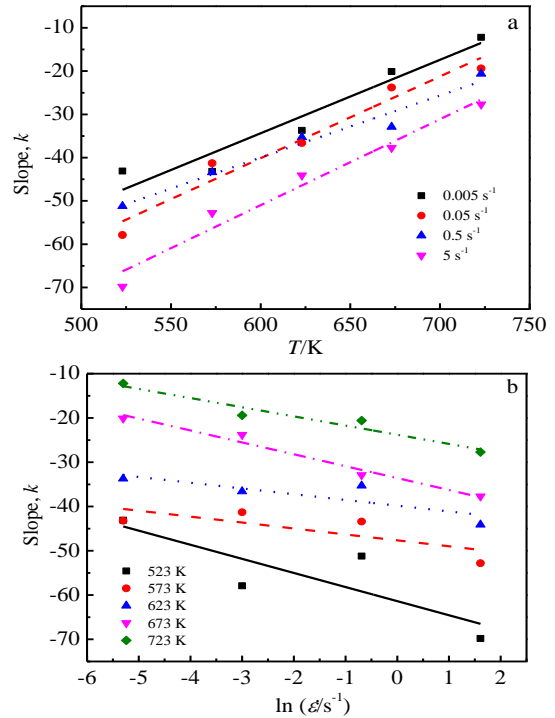 a
-10
-20
-30
-40
-50
-60
-70
Slope, k
0.005 s⁻¹
0.05 s⁻¹
0.5 s⁻¹
5 s⁻¹
500 550 600 650 700 750
T/K
b
-10
-20
-30
-40
-50
-60
-70
Slope, k
523 K
573 K
623 K
673 K
723 K
-6 -5 -4 -3 -2 -1 0 1 2
ln (ε̇/s⁻¹)